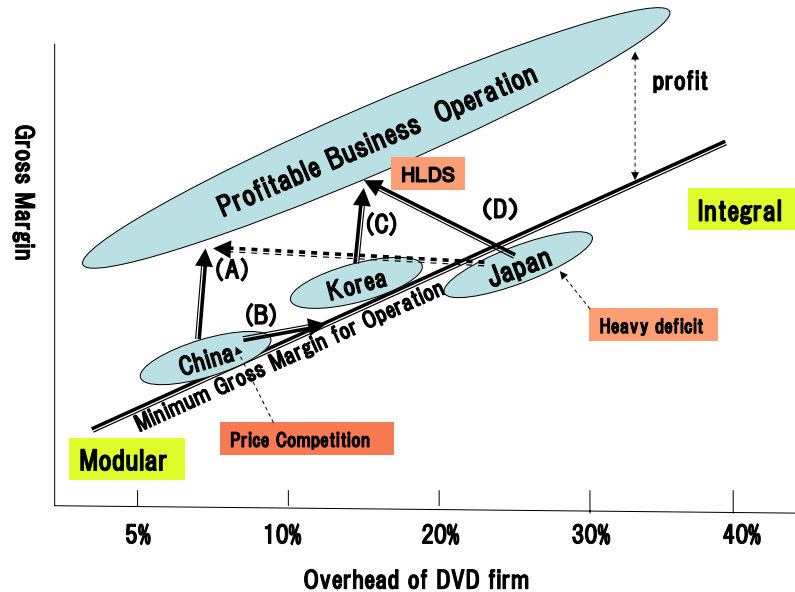 Gross Margin
Profitable Business Operation
profit
HLDS
Integral
(D)
(C)
(A)
Japan
Korea
(B)
Heavy deficit
China
Minimum Gross Margin for Operation
Price Competition
Modular
5% 10% 20% 30% 40%
Overhead of DVD firm